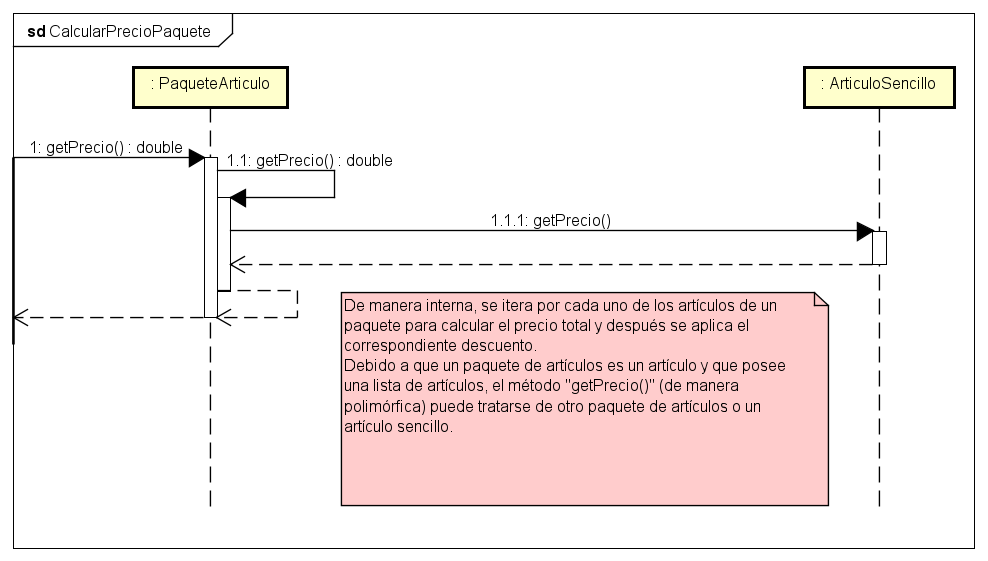 sd CalcularPrecioPaquete
: PaqueteArticulo
: ArticuloSencillo
1: getPrecio() : double
1.1: getPrecio() : double
1.1.1: getPrecio()
De manera interna, se itera por cada uno de los artículos de un
paquete para calcular el precio total y después se aplica el
correspondiente descuento.
Debido a que un paquete de artículos es un artículo y que posee
una lista de artículos, el método "getPrecio()" (de manera
polimórfica) puede tratarse de otro paquete de artículos o un
artículo sencillo.